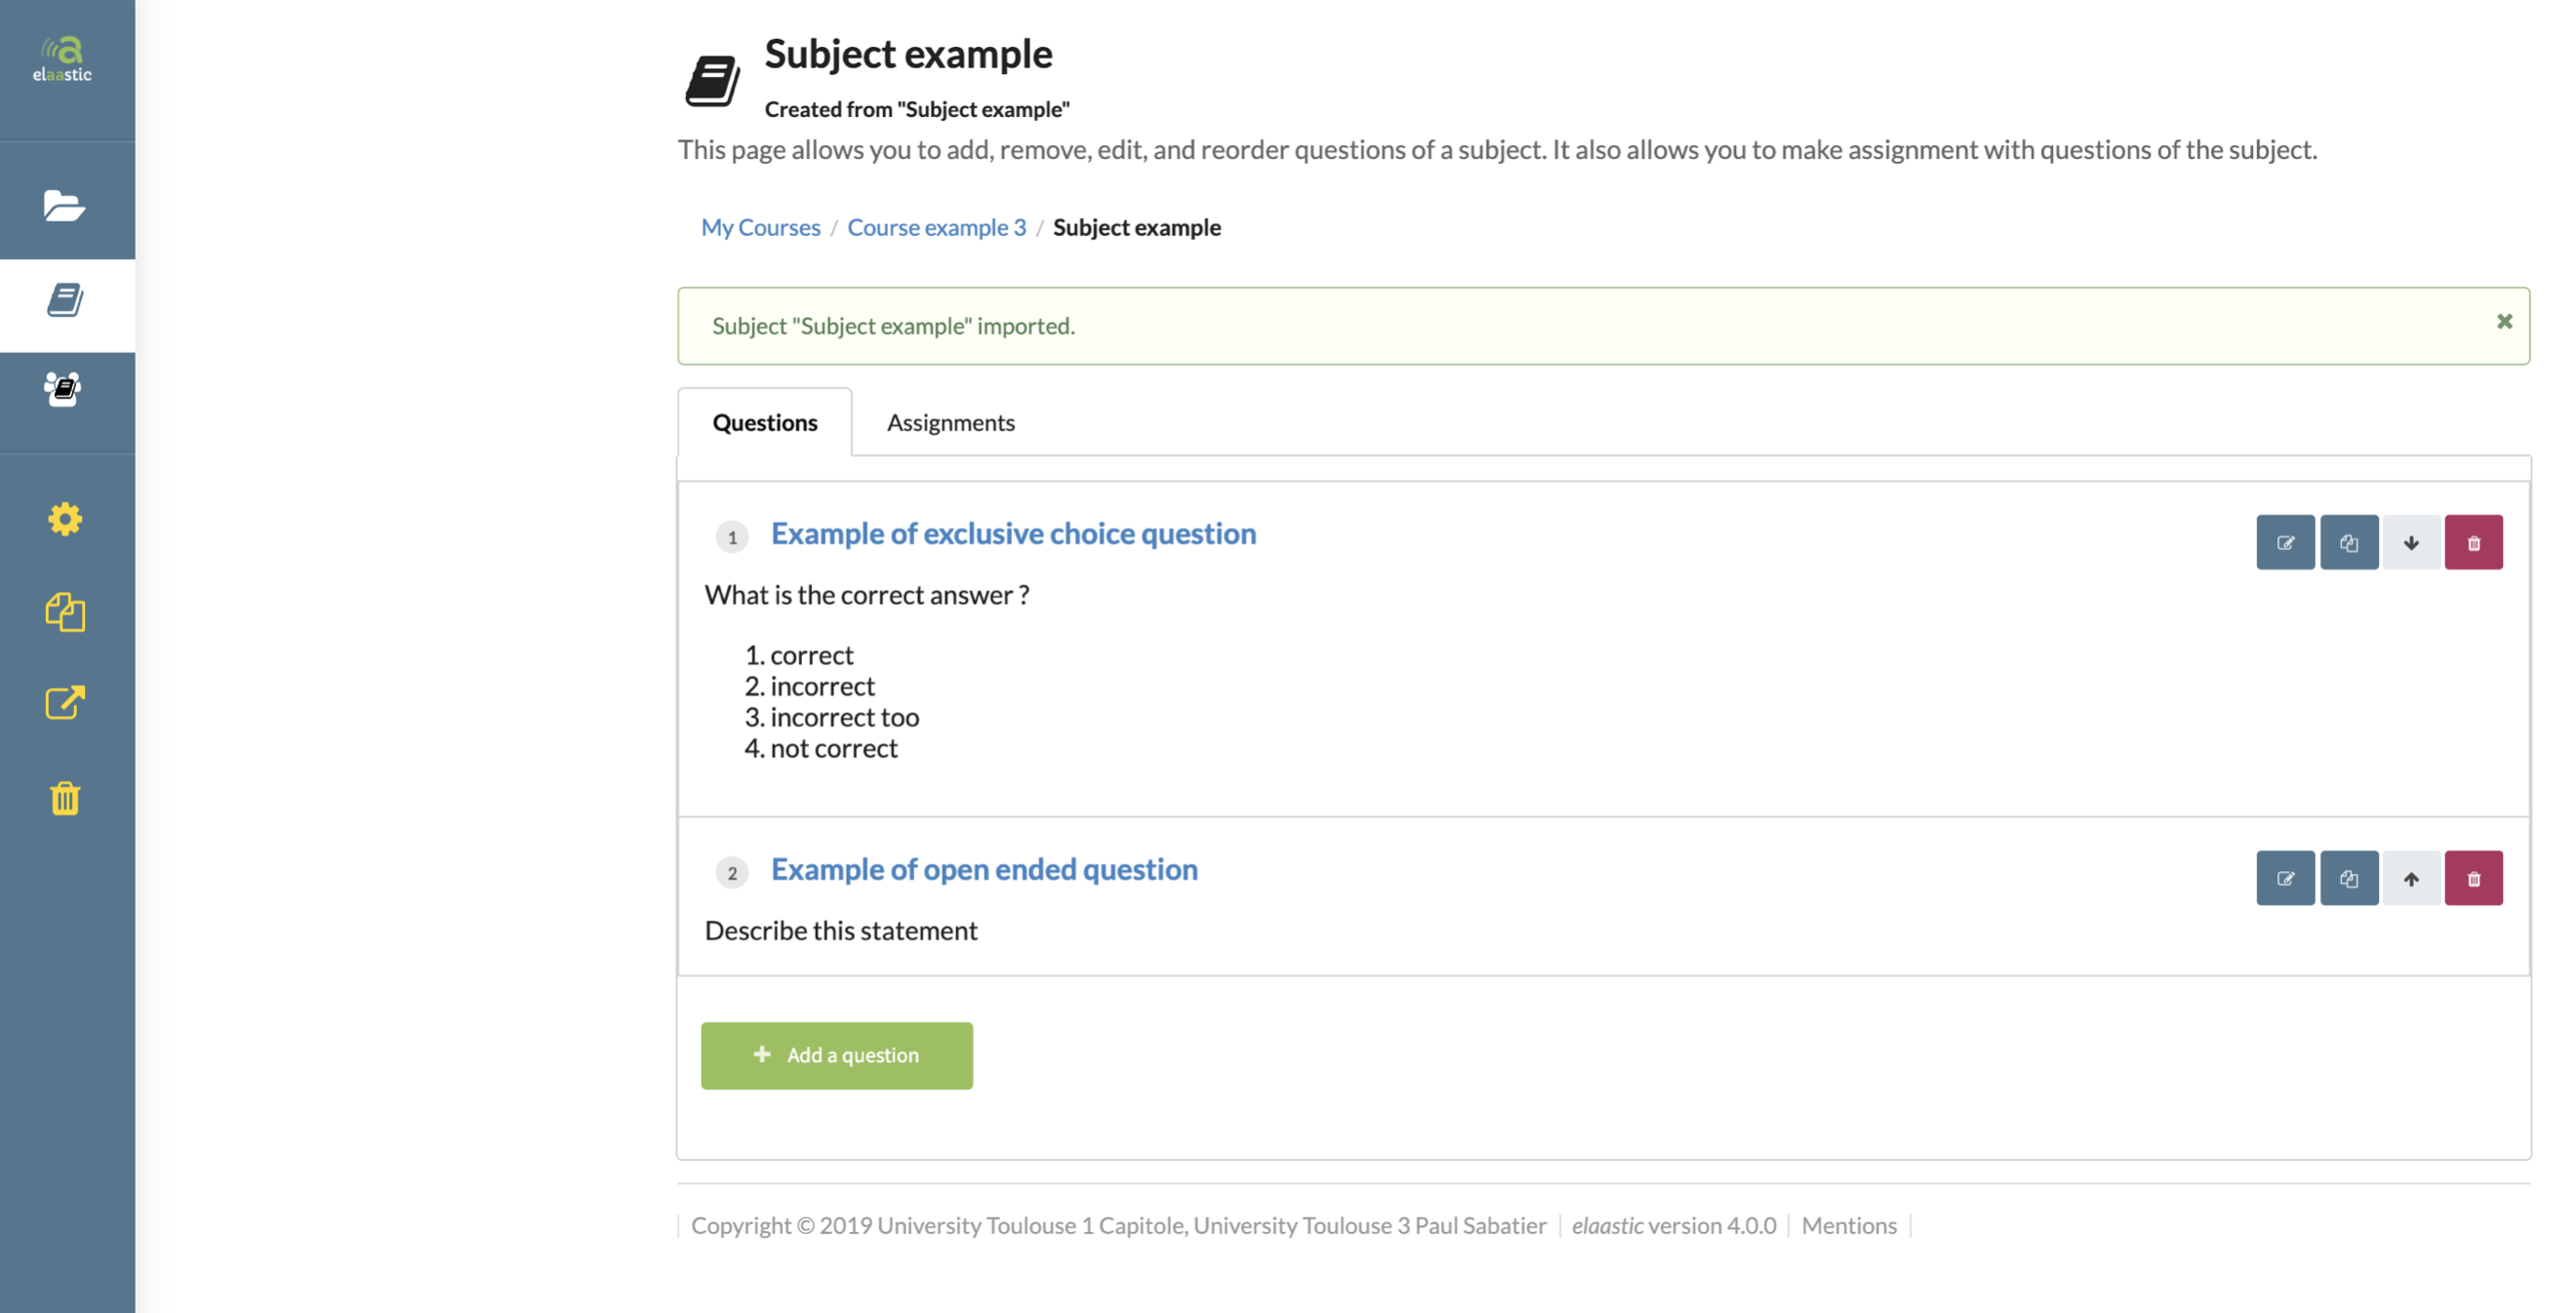 elaastic
Subject example
Created from "Subject example"
This page allows you to add, remove, edit, and reorder questions of a subject. It also allows you to make assignment with questions of the subject.
My Courses / Course example 3 / Subject example
Subject "Subject example" imported.
Questions Assignments
1 Example of exclusive choice question
What is the correct answer ?
1. correct
2. incorrect
3. incorrect too
4. not correct
2 Example of open ended question
Describe this statement
Add a question
Copyright © 2019 University Toulouse 1 Capitole, University Toulouse 3 Paul Sabatier | elaastic version 4.0.0 | Mentions